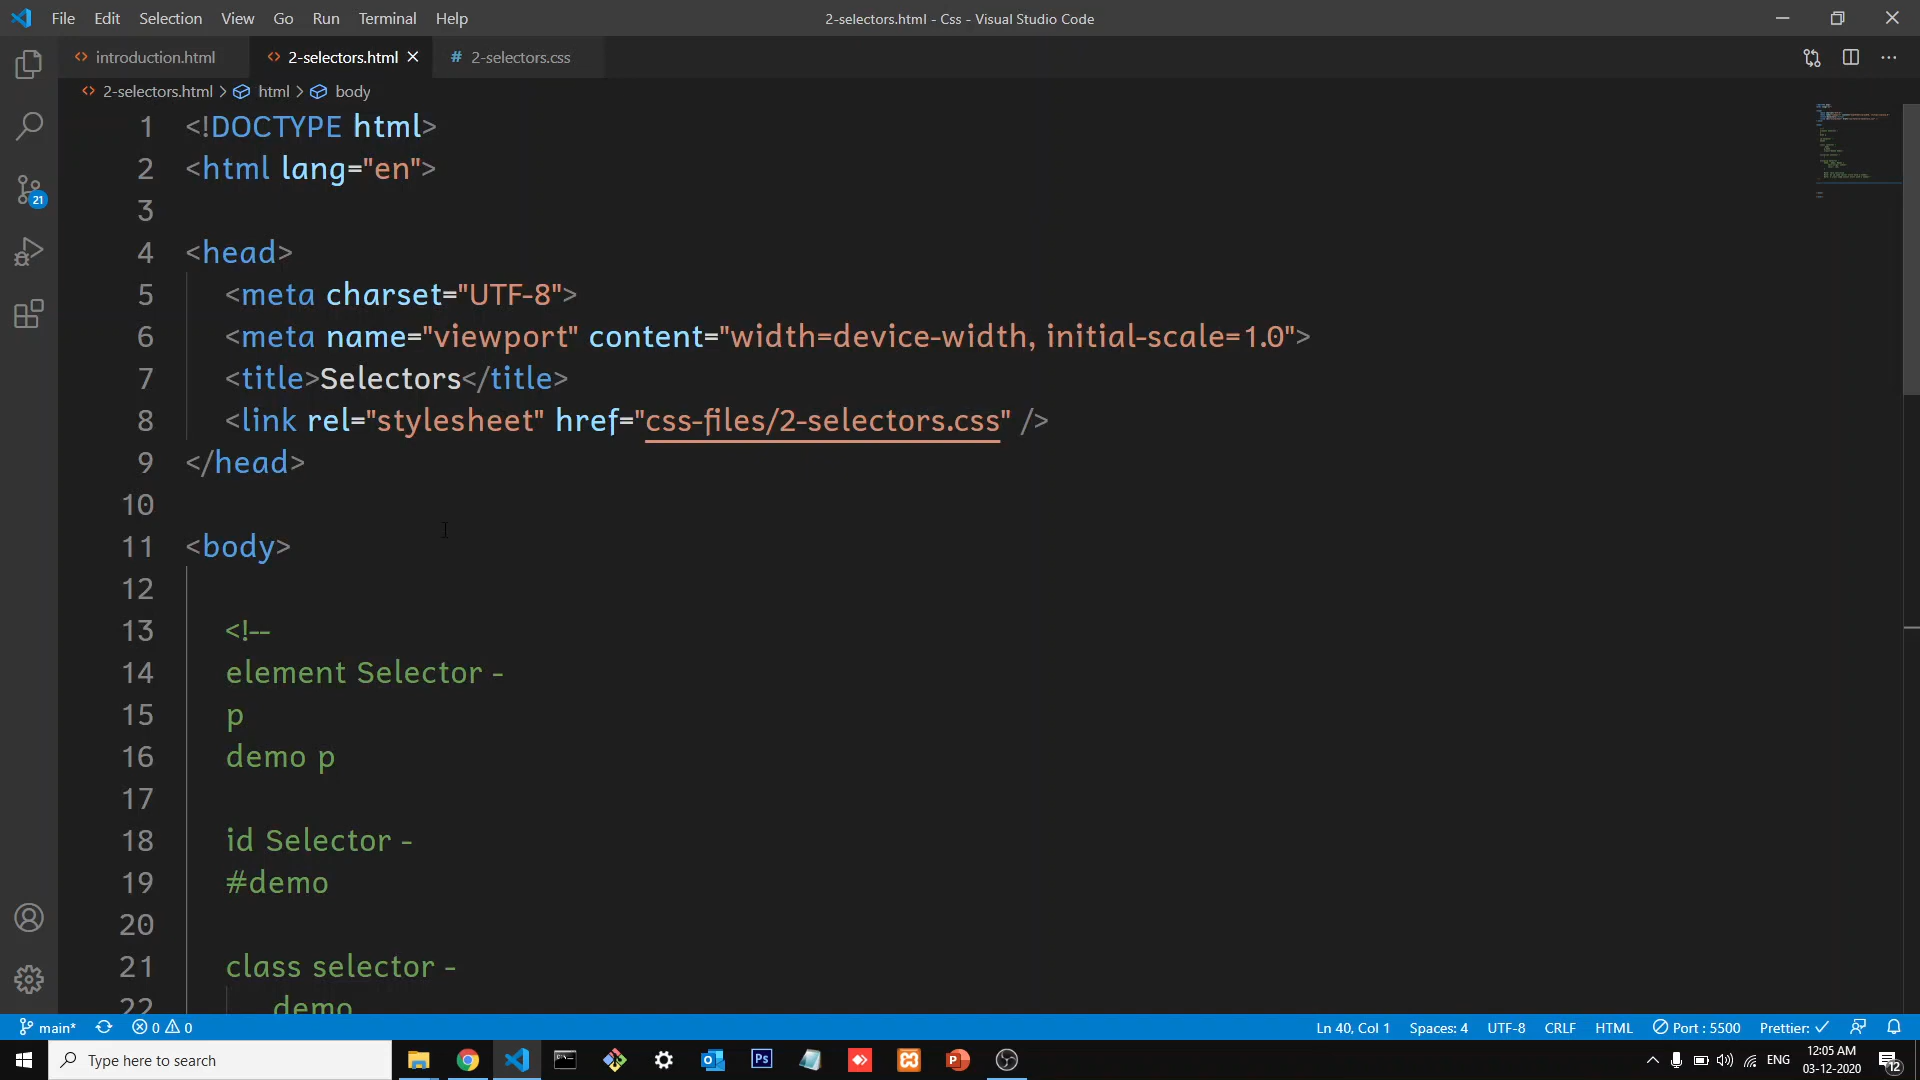 File Edit Selection View Go Run Terminal Help 2-selectors.html - Css - Visual Studio Code
introduction.html 2-selectors.html # 2-selectors.css
2-selectors.html > html > body
1 <!DOCTYPE html>
2 <html lang="en">
3
4 <head>
5 <meta charset="UTF-8">
6 <meta name="viewport" content="width=device-width, initial-scale=1.0">
7 <title>Selectors</title>
8 <link rel="stylesheet" href="css-files/2-selectors.css" />
9 </head>
10
11 <body>
12
13 <!--
14 element Selector -
15 p
16 demo p
17
18 id Selector -
19 #demo
20
21 class selector -
22 demo
21
main* 0 0 Ln 40, Col 1 Spaces: 4 UTF-8 CRLF HTML Port : 5500 Prettier: ✓
Type here to search
Ps
ENG
12:05 AM
03-12-2020
12